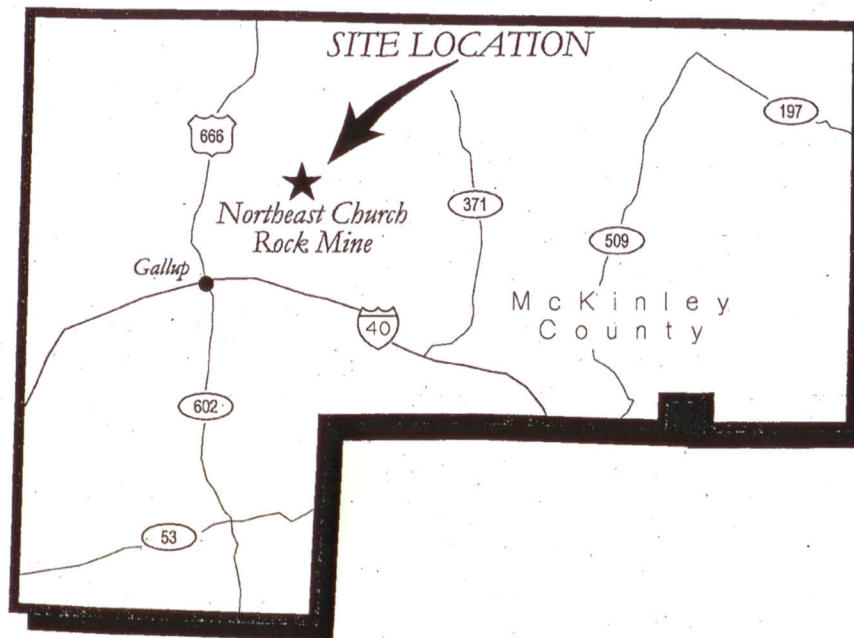 SITE LOCATION
666
197
Northeast Church
Rock Mine
371
509
Gallup
McKinley
County
40
602
53